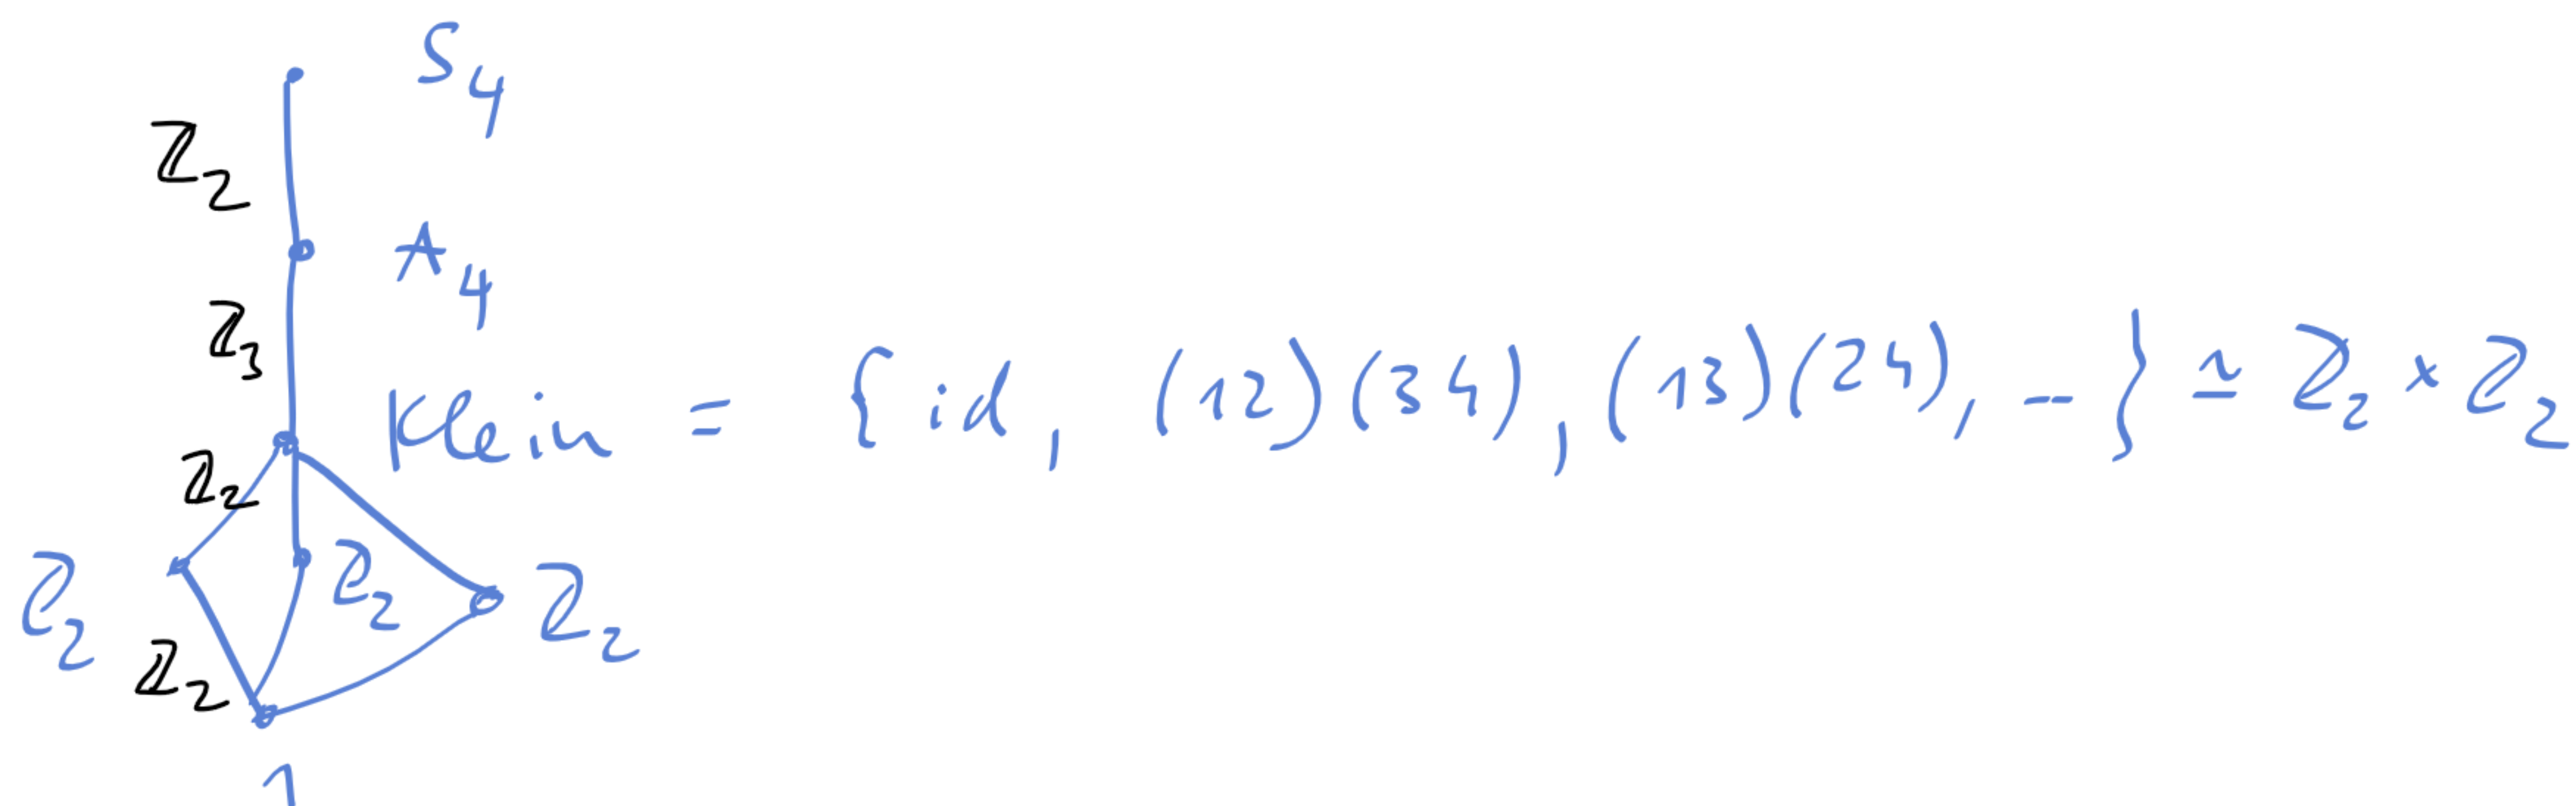 S₄
ℤ₂
A₄
ℤ₃
Klein = { id, (12)(34), (13)(24), -- } ≃ ℤ₂ × ℤ₂
ℤ₂
ℤ₂ ℤ₂ ℤ₂
ℤ₂
1